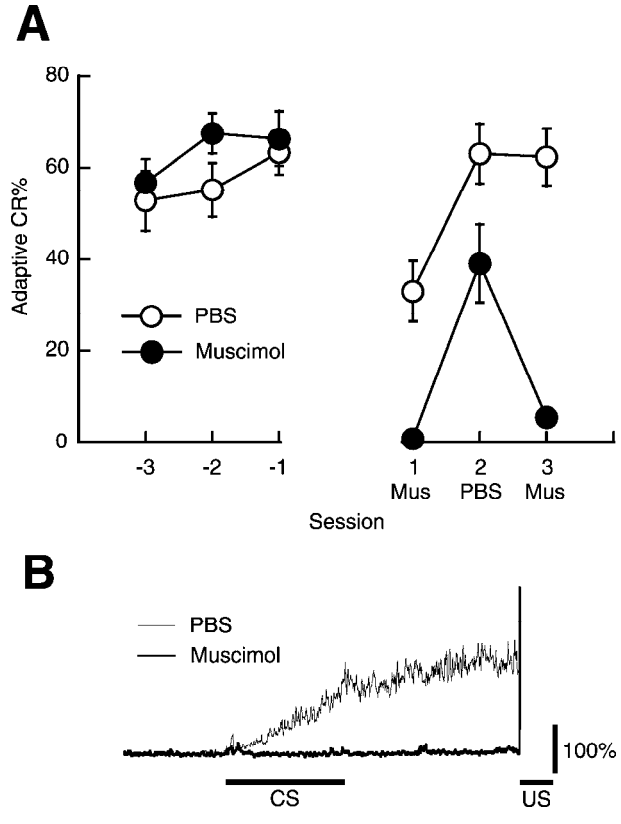 A
80
60
40
20
0
Adaptive CR%
PBS
Muscimol
-3 -2 -1 1 2 3
Mus PBS Mus
Session
B
PBS
Muscimol
100%
CS US